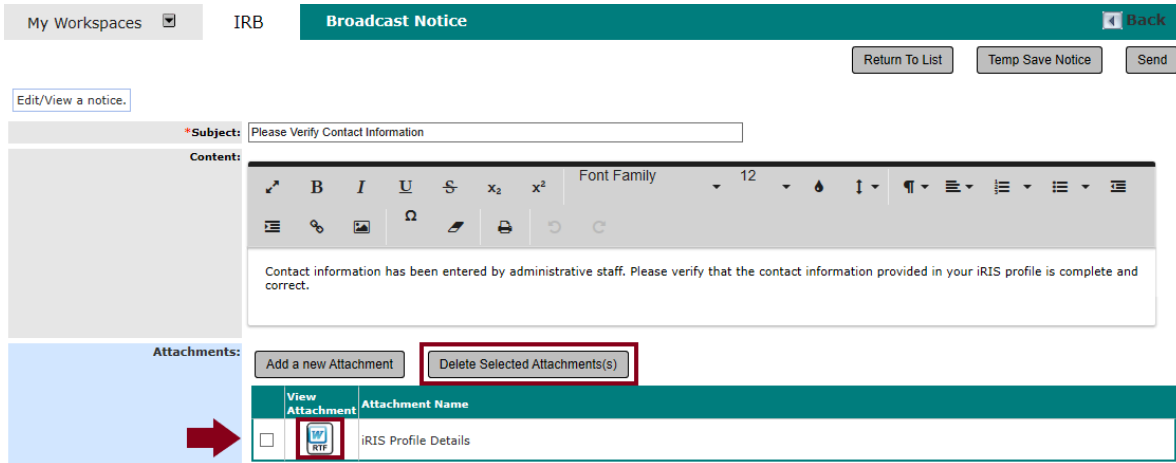 My Workspaces IRB Broadcast Notice Back
Return To List Temp Save Notice Send
Edit/View a notice.
*Subject: Please Verify Contact Information
Content:
Font Family 12
B I U S x₂ x² ¶
Ω
Contact information has been entered by administrative staff. Please verify that the contact information provided in your iRIS profile is complete and
correct.
Attachments: Add a new Attachment Delete Selected Attachments(s)
View
Attachment Attachment Name
W
RTF
iRIS Profile Details